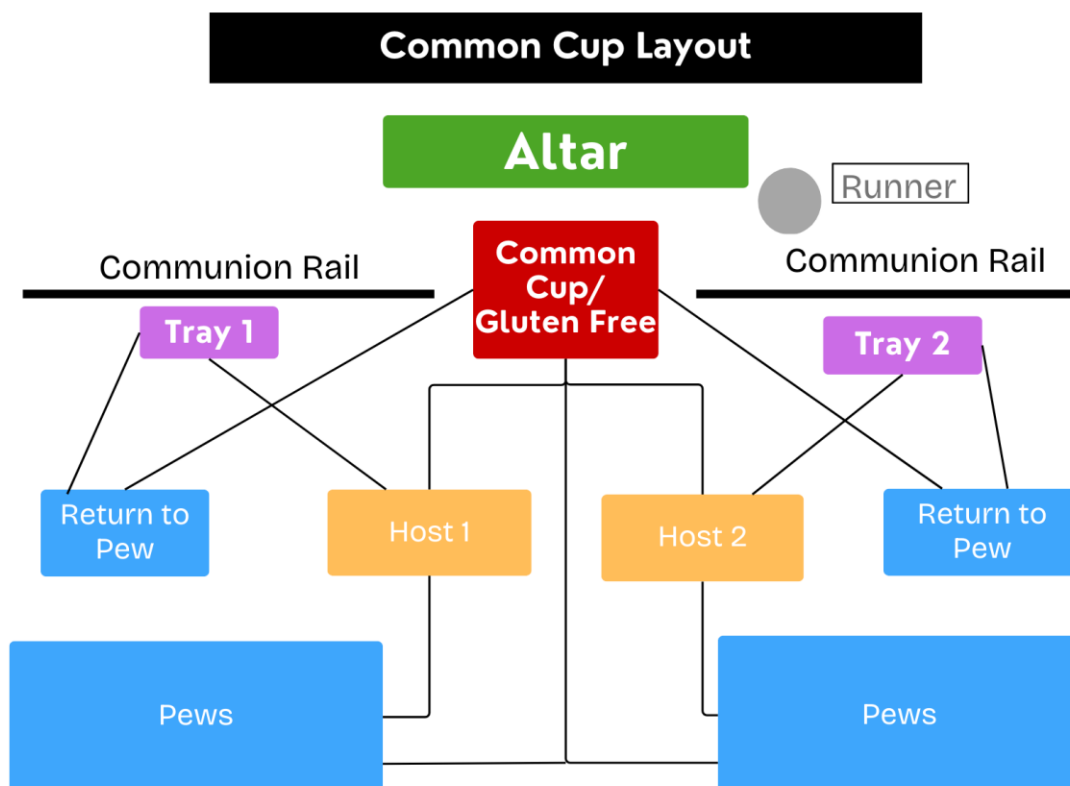 Common Cup Layout
Altar
Runner
Common
Cup/
Gluten Free
Communion Rail
Communion Rail
Tray 1
Tray 2
Return to
Pew
Host 1
Host 2
Return to
Pew
Pews
Pews